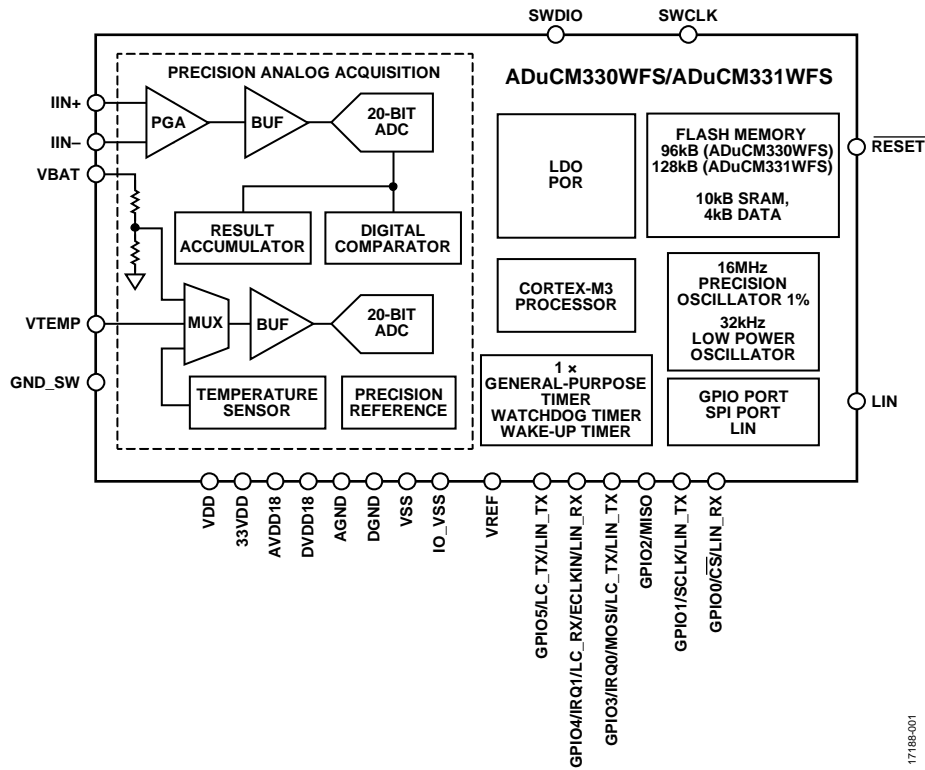 SWDIO
SWCLK
PRECISION ANALOG ACQUISITION
ADuCM330WFS/ADuCM331WFS
IIN+
IIN–
VBAT
PGA
BUF
20-BIT
ADC
LDO
POR
FLASH MEMORY
96kB (ADuCM330WFS)
128kB (ADuCM331WFS)
10kB SRAM,
4kB DATA
RESET
RESULT
ACCUMULATOR
DIGITAL
COMPARATOR
CORTEX-M3
PROCESSOR
16MHz
PRECISION
OSCILLATOR 1%
32kHz
LOW POWER
OSCILLATOR
VTEMP
MUX
BUF
20-BIT
ADC
GND_SW
TEMPERATURE
SENSOR
PRECISION
REFERENCE
1 ×
GENERAL-PURPOSE
TIMER
WATCHDOG TIMER
WAKE-UP TIMER
GPIO PORT
SPI PORT
LIN
LIN
VDD
33VDD
AVDD18
DVDD18
AGND
DGND
VSS
IO_VSS
VREF
GPIO5/LC_TX/LIN_TX
GPIO4/IRQ1/LC_RX/ECLKIN/LIN_RX
GPIO3/IRQ0/MOSI/LC_TX/LIN_TX
GPIO2/MISO
GPIO1/SCLK/LIN_TX
GPIO0/CS/LIN_RX
17188-001